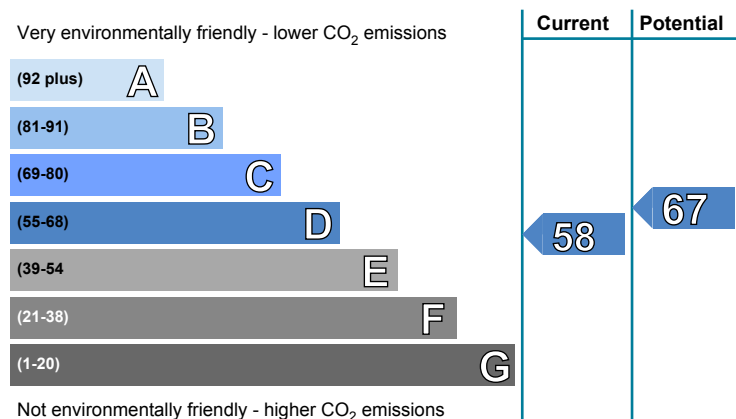 Current Potential
Very environmentally friendly - lower CO2 emissions
(92 plus) A
(81-91) B
(69-80) C
67
(55-68) D
58
(39-54 E
(21-38) F
(1-20) G
Not environmentally friendly - higher CO2 emissions